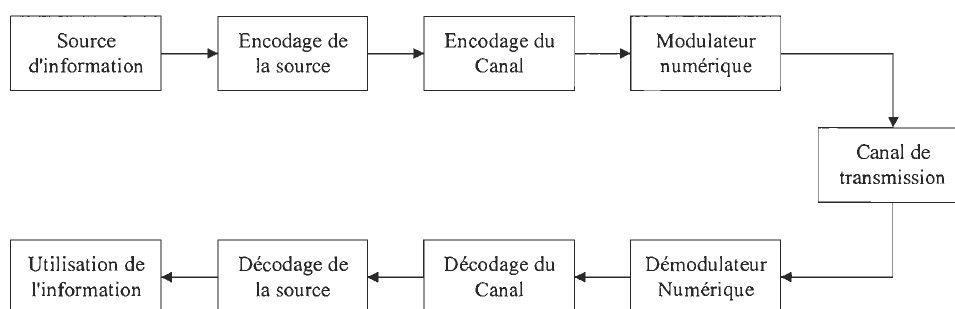 Source
d'information
Encodage de
la source
Encodage du
Canal
Modulateur
numérique
Canal de
transmission
Utilisation de
l'information
Décodage de
la source
Décodage du
Canal
Démodulateur
Numérique